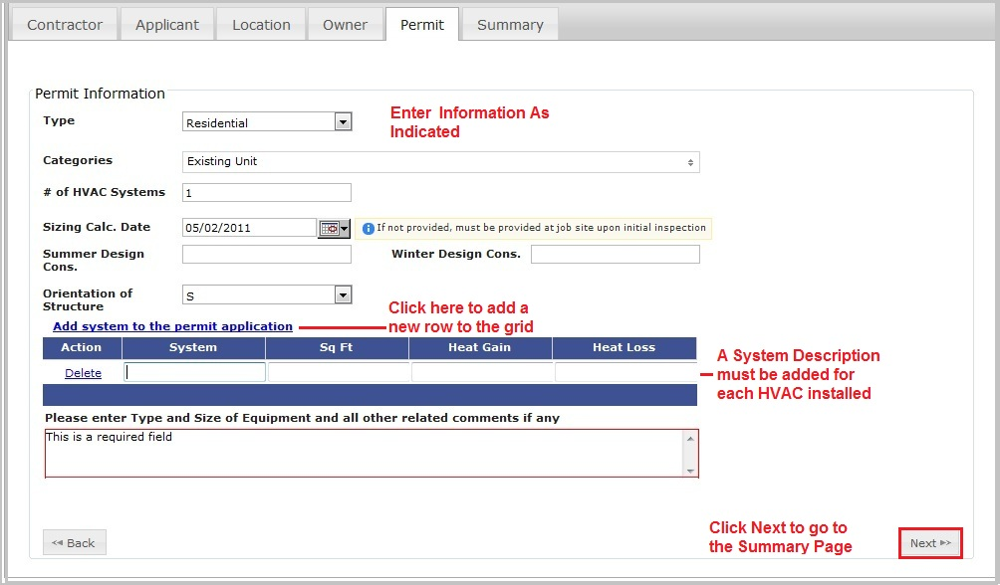 Contractor Applicant Location Owner Permit Summary
Permit Information
Type Residential
Enter Information As
Indicated
Categories Existing Unit
# of HVAC Systems 1
Sizing Calc. Date 05/02/2011 If not provided, must be provided at job site upon initial inspection
Summer Design
Cons.
Winter Design Cons.
Orientation of
Structure
S
Click here to add a
new row to the grid
Add system to the permit application
Action System Sq Ft Heat Gain Heat Loss
Delete
A System Description
must be added for
each HVAC installed
Please enter Type and Size of Equipment and all other related comments if any
This is a required field
Click Next to go to
the Summary Page
Back
Next